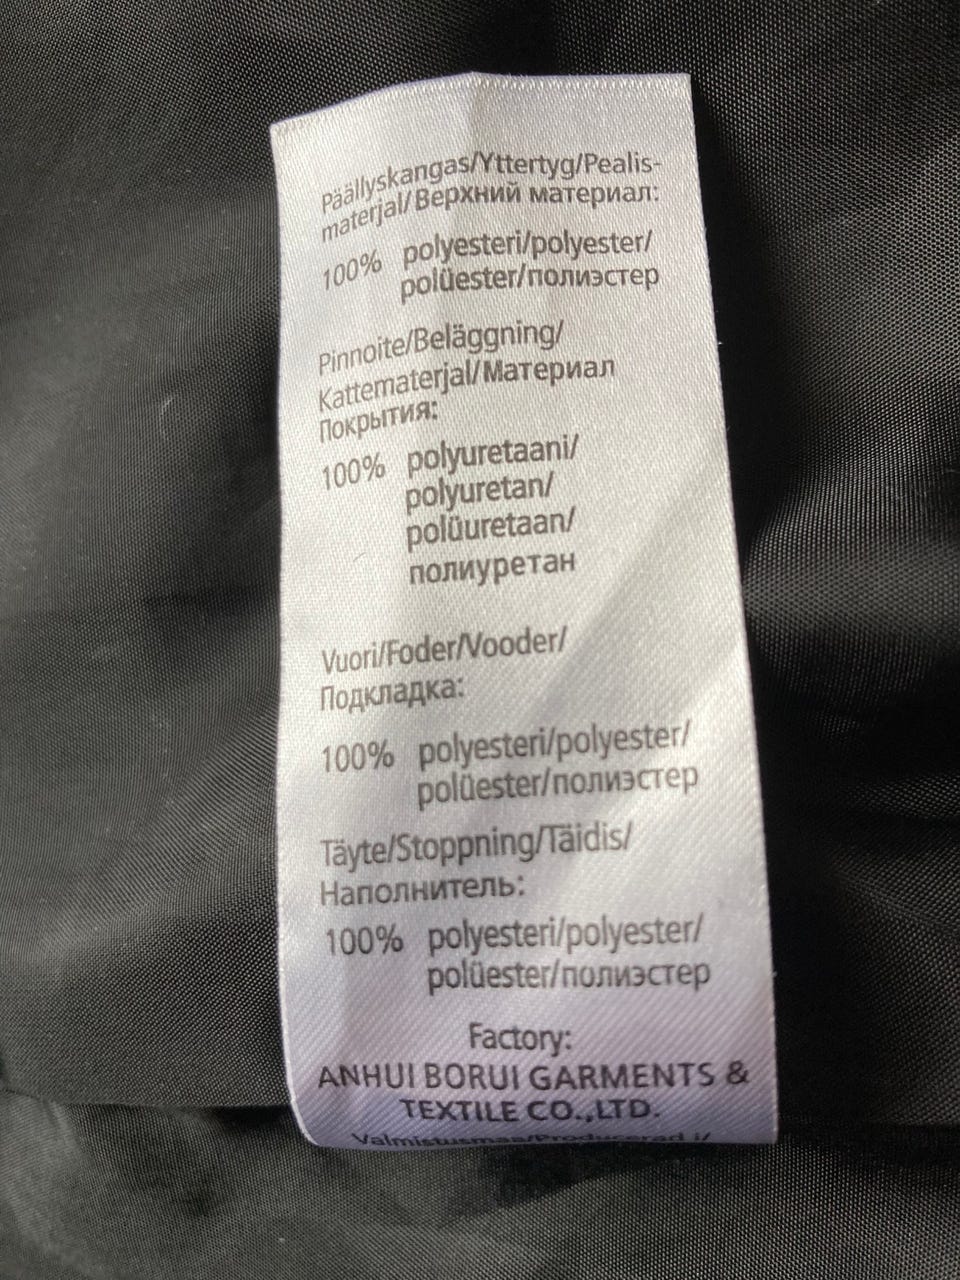 Päällyskangas/Yttertyg/Pealis-
materjal/Верхний материал:
100% polyesteri/polyester/
polüester/полиэстер
Pinnoite/Beläggning/
Kattematerjal/Материал
Покрытия:
100% polyuretaani/
polyuretan/
polüuretaan/
полиуретан
Vuori/Foder/Vooder/
Подкладка:
100% polyesteri/polyester/
polüester/полиэстер
Täyte/Stoppning/Täidis/
Наполнитель:
100% polyesteri/polyester/
polüester/полиэстер
Factory:
ANHUI BORUI GARMENTS &
TEXTILE CO.,LTD.
Valmistusmaa/Producerad i/